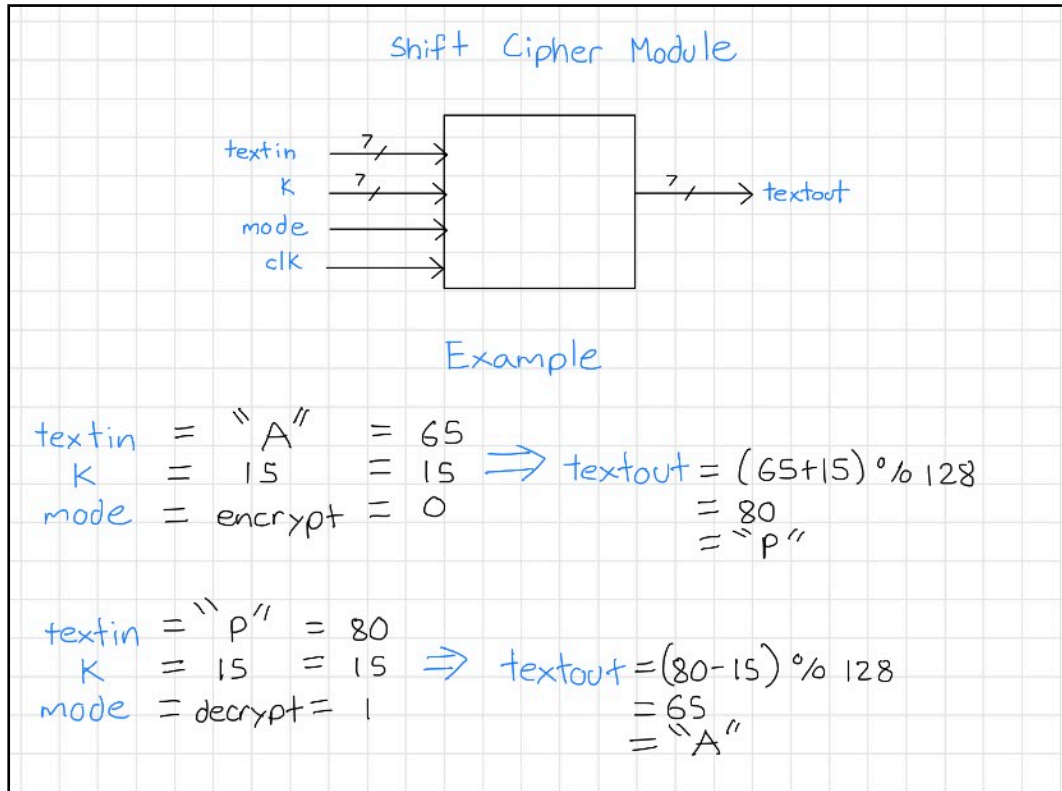 Shift Cipher Module
textin 7
K 7
7 textout
mode
clk
Example
textin = "A" = 65
K = 15 = 15 ⇒ textout = (65+15) % 128
mode = encrypt = 0 = 80
= "P"
textin = "P" = 80
K = 15 = 15 ⇒ textout = (80-15) % 128
mode = decrypt = 1 = 65
= "A"